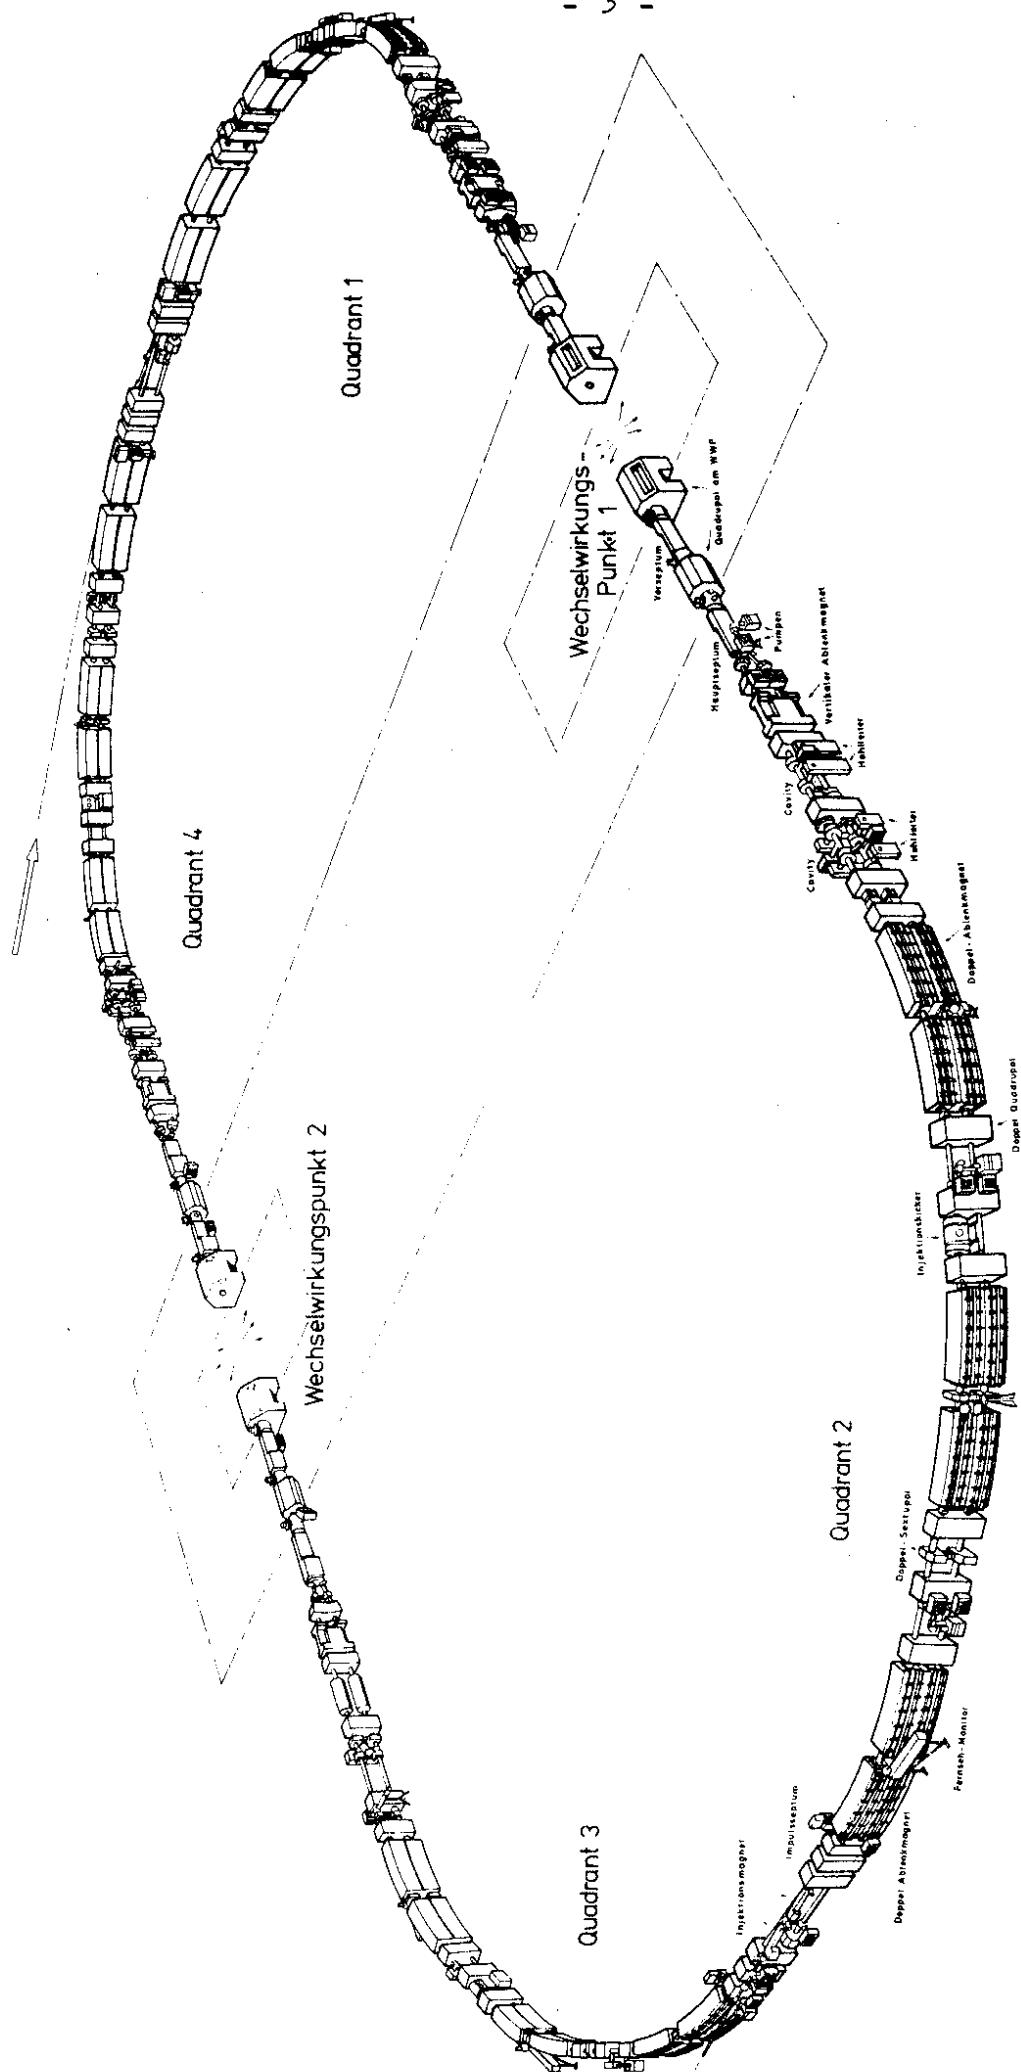 - 3 -
Quadrant 1
Wechselwirkungs-
Punkt 1
Vorseptum
Quadrupol am WWP
Hauptseptum
Pumpen
Vertikaler Ablenkmagnet
Hohlleiter
Cavity
Hohlleiter
Cavity
Doppel-Ablenkmagnet
Quadrant 4
Doppel Quadrupol
Injektionskicker
Wechselwirkungspunkt 2
Quadrant 2
Doppel-Sextupol
Fernseh-Monitor
Doppel Ablenkmagnet
Impulsseptum
Injektionsmagnet
Quadrant 3